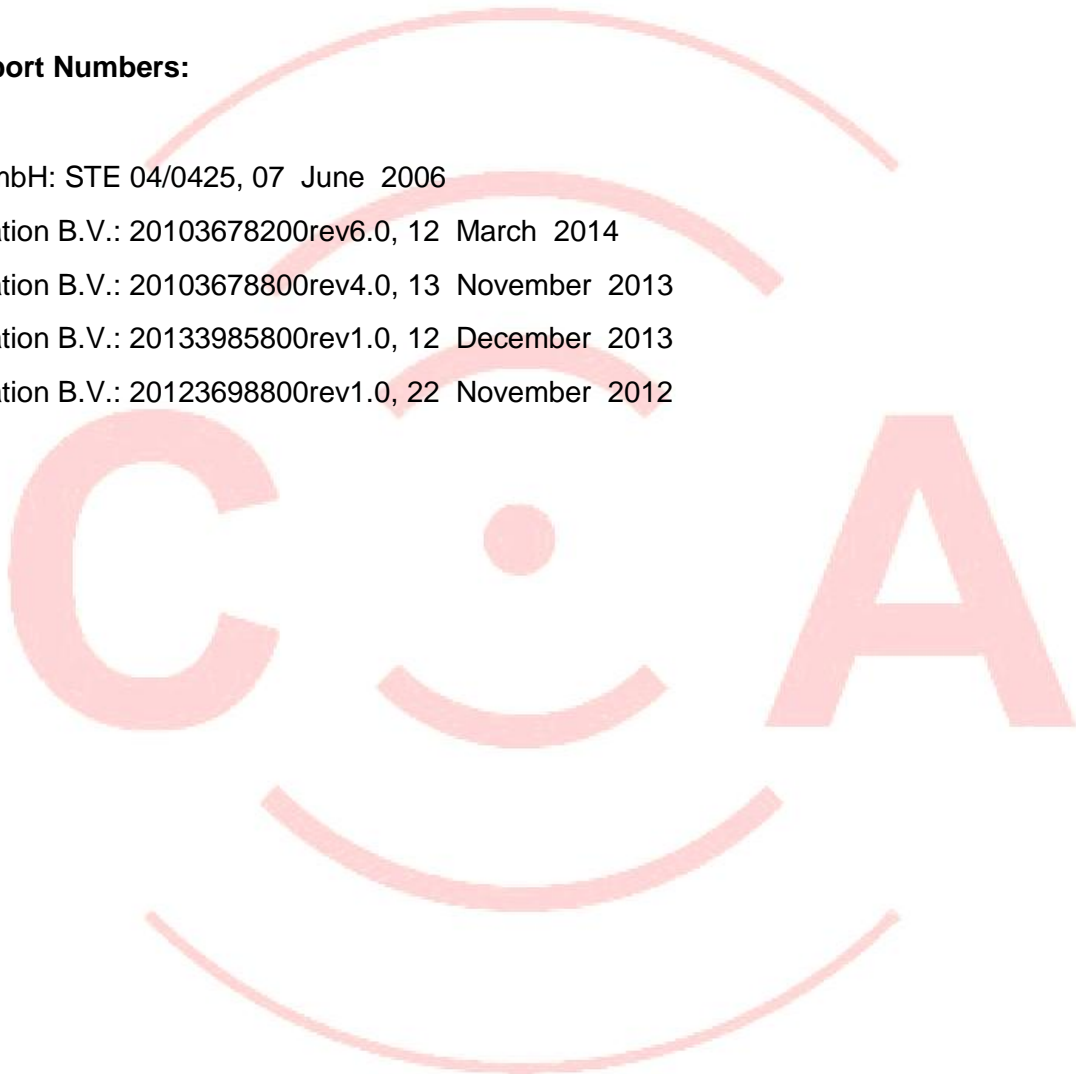 port Numbers:
mbH: STE 04/0425, 07 June 2006
ation B.V.: 20103678200rev6.0, 12 March 2014
ation B.V.: 20103678800rev4.0, 13 November 2013
ation B.V.: 20133985800rev1.0, 12 December 2013
ation B.V.: 20123698800rev1.0, 22 November 2012
C A